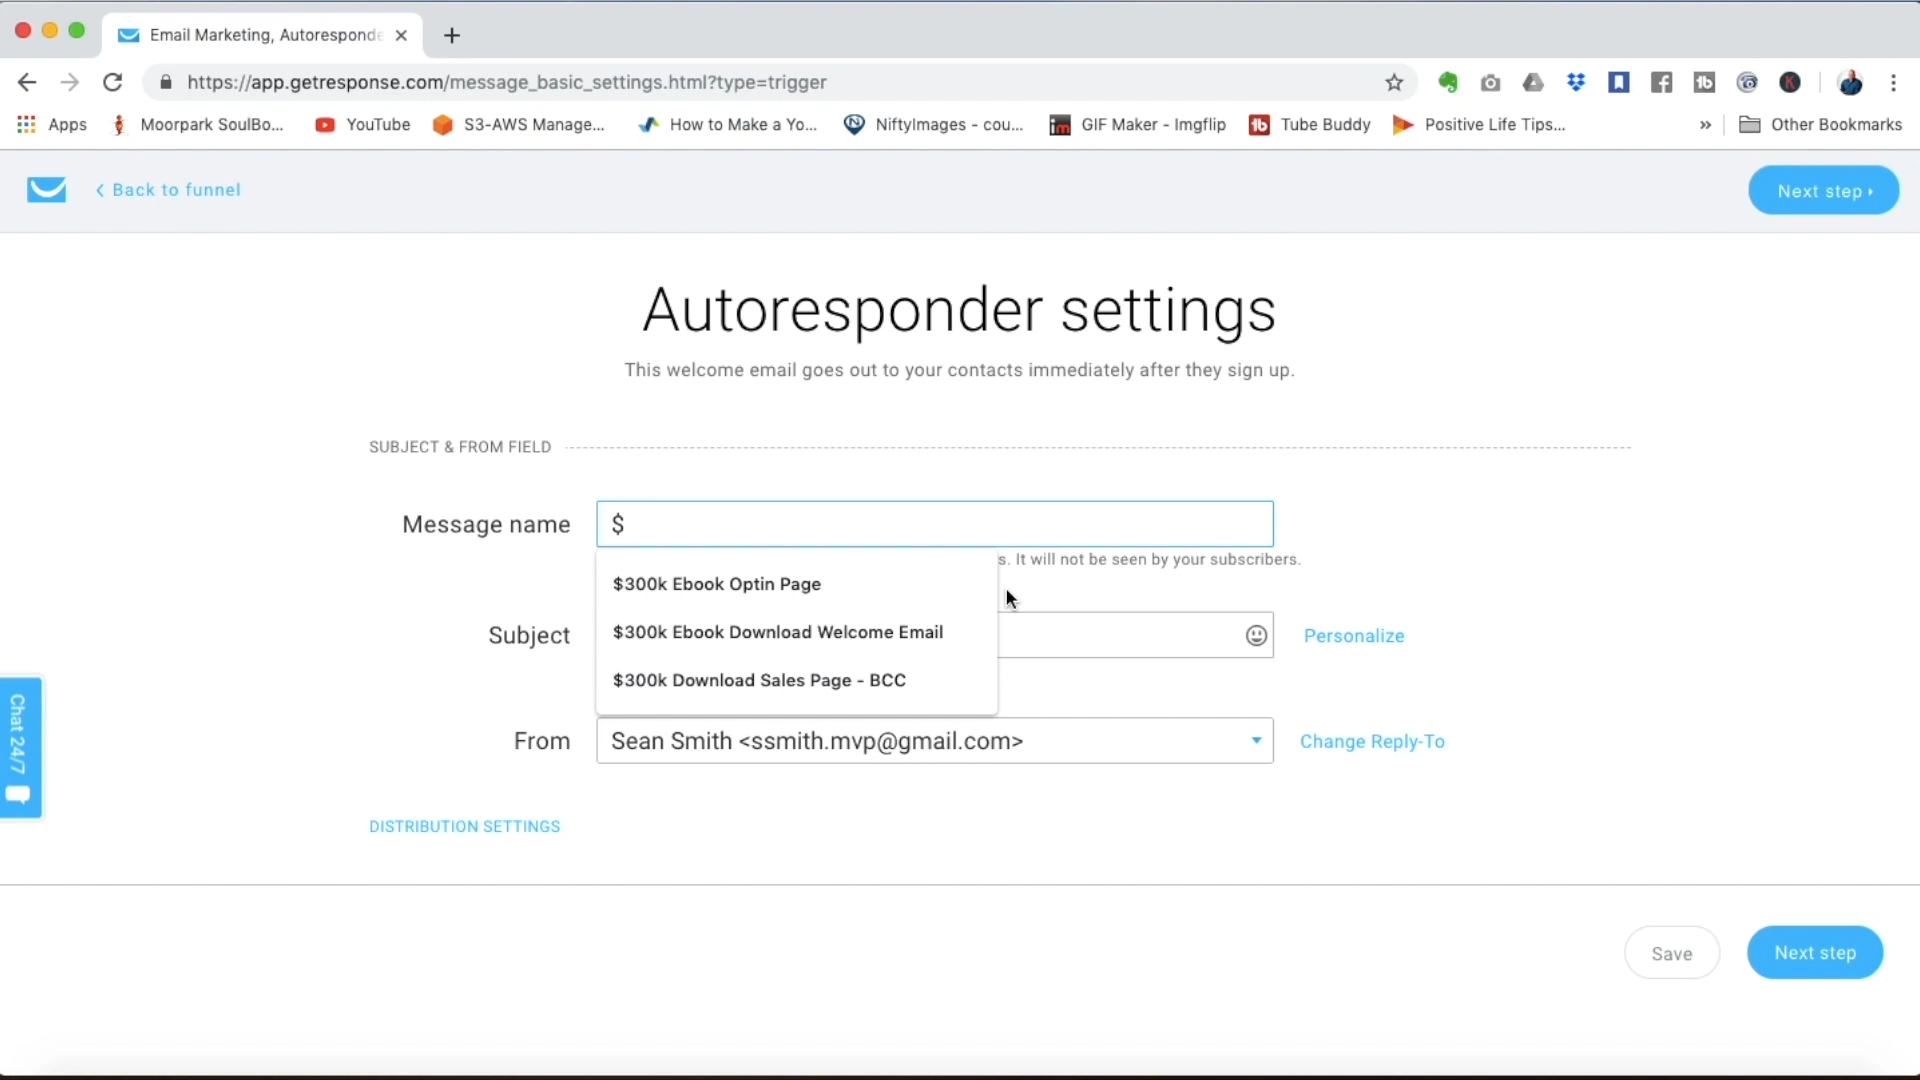 Email Marketing, Autoresponde
https://app.getresponse.com/message_basic_settings.html?type=trigger
Apps Moorpark SoulBo... YouTube S3-AWS Manage... How to Make a Yo... NiftyImages - cou... GIF Maker - Imgflip Tube Buddy Positive Life Tips... » Other Bookmarks
Back to funnel
Next step
Autoresponder settings
This welcome email goes out to your contacts immediately after they sign up.
SUBJECT & FROM FIELD
Message name $
s. It will not be seen by your subscribers.
$300k Ebook Optin Page
$300k Ebook Download Welcome Email
$300k Download Sales Page - BCC
Subject
Personalize
From Sean Smith <ssmith.mvp@gmail.com> Change Reply-To
Chat 24/7
DISTRIBUTION SETTINGS
Save Next step